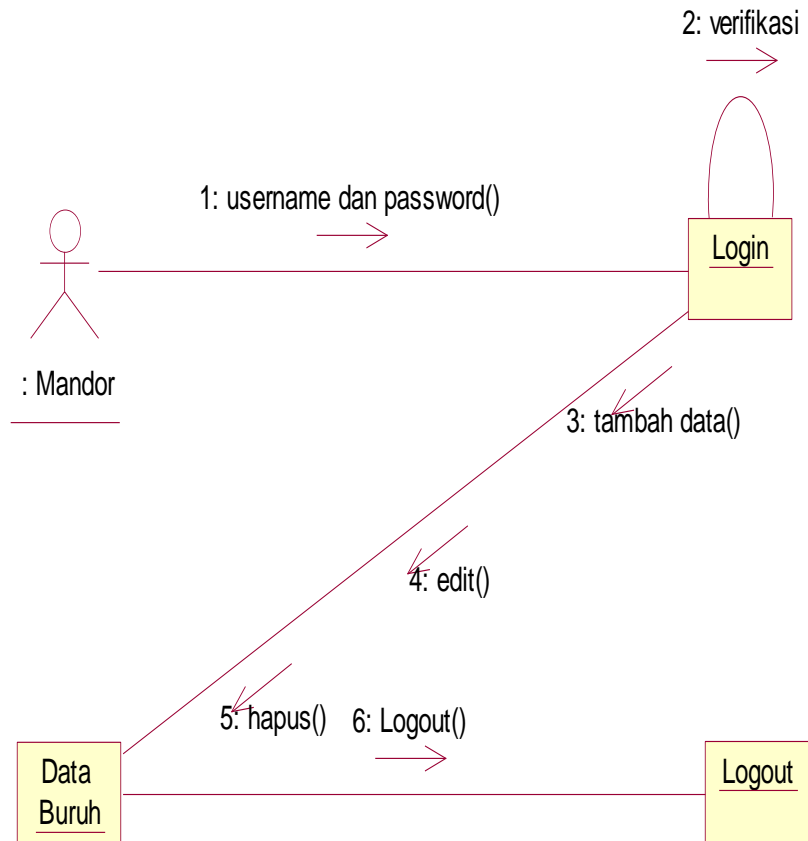 2: verifikasi
1: username dan password()
Login
: Mandor
3: tambah data()
4: edit()
5: hapus()
6: Logout()
Data
Buruh
Logout